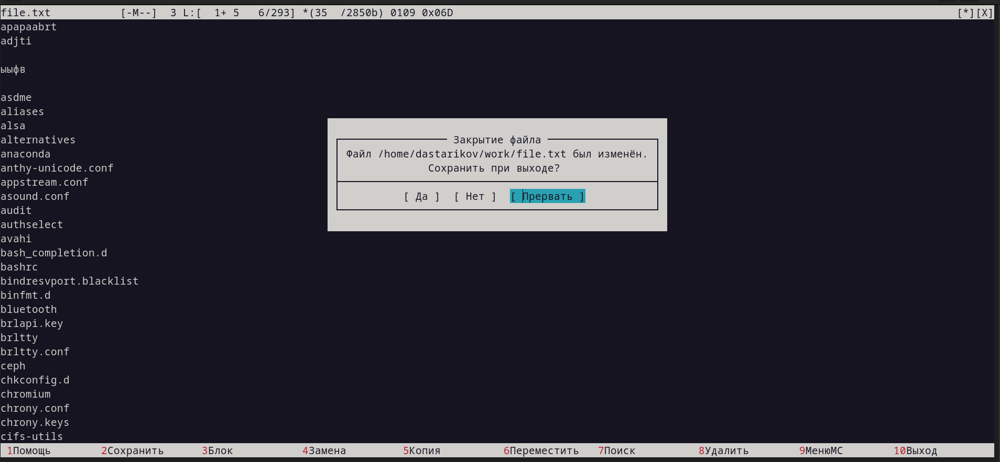 file.txt [-M--] 3 L:[ 1+ 5 6/293] *(35 /2850b) 0109 0x06D [*][X]
apapaabrt
adjti
ыыфв
asdme
aliases
alsa
alternatives
anaconda
anthy-unicode.conf
appstream.conf
asound.conf
audit
authselect
avahi
bash_completion.d
bashrc
bindresvport.blacklist
binfmt.d
bluetooth
brlapi.key
brltty
brltty.conf
ceph
chkconfig.d
chromium
chrony.conf
chrony.keys
cifs-utils
Закрытие файла
Файл /home/dastarikov/work/file.txt был изменён.
Сохранить при выходе?
[ Да ] [ Нет ] [ Прервать ]
1Помощь 2Сохранить 3Блок 4Замена 5Копия 6Переместить 7Поиск 8Удалить 9МенюMC 10Выход